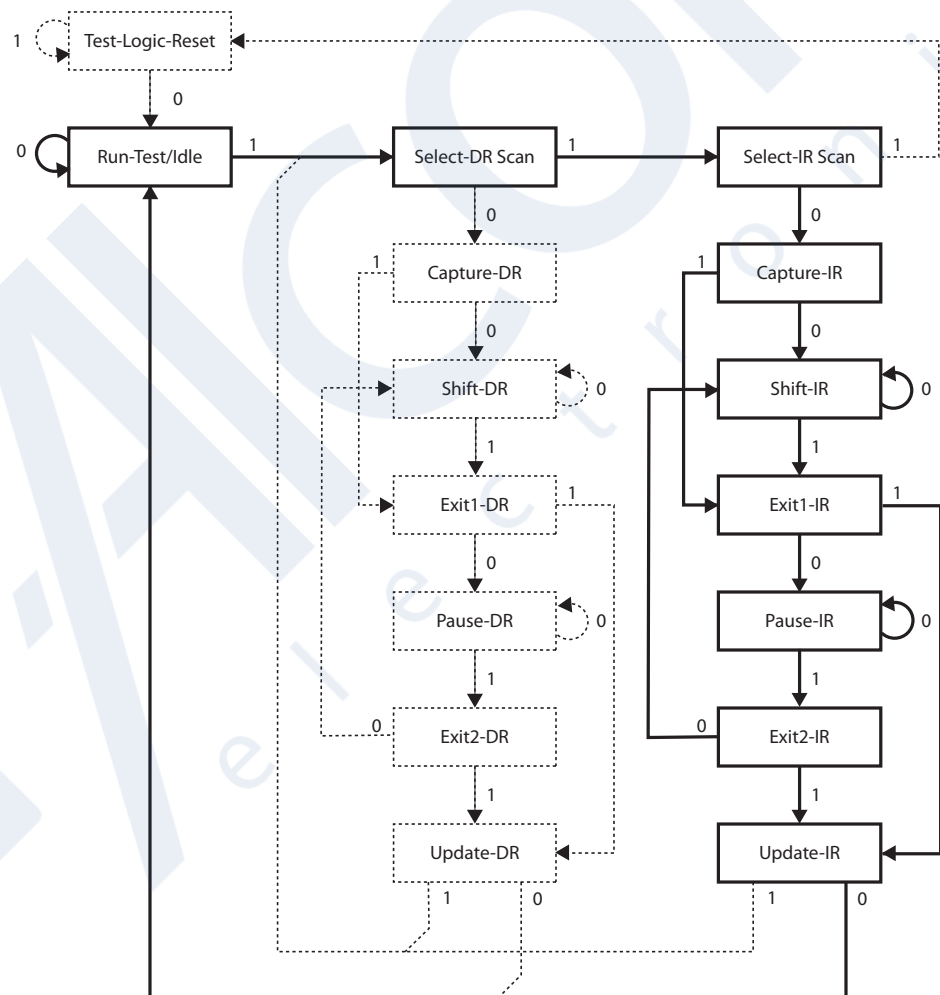 1
Test-Logic-Reset
0
0
Run-Test/Idle
1
Select-DR Scan
1
Select-IR Scan
1
0
0
1
Capture-DR
1
Capture-IR
0
0
Shift-DR
0
Shift-IR
0
1
1
Exit1-DR
1
Exit1-IR
1
0
0
Pause-DR
0
Pause-IR
0
1
1
0
Exit2-DR
0
Exit2-IR
1
1
Update-DR
Update-IR
1
0
1
0
electroni